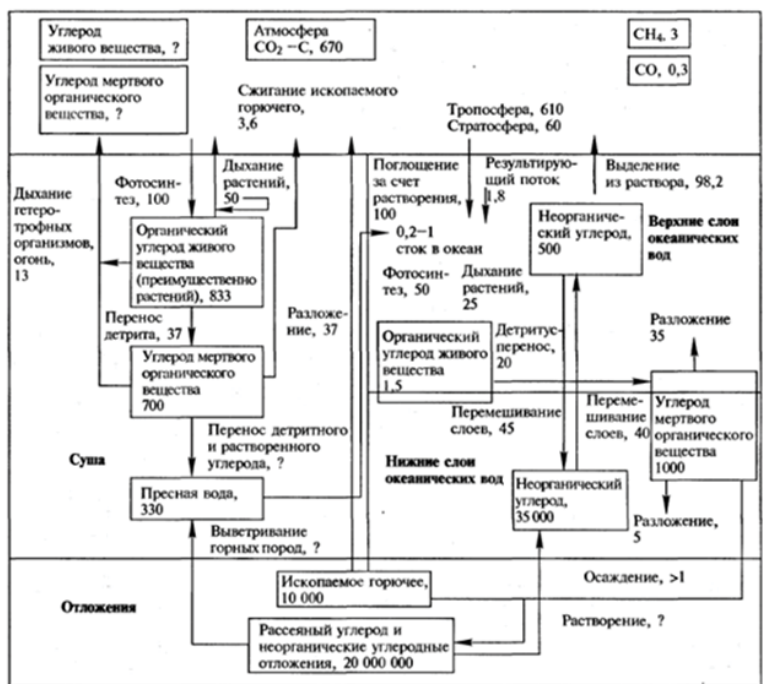 Углерод
живого вещества, ?
Атмосфера
CO₂ —C, 670
CH₄, 3
Углерод мертвого
органического
вещества, ?
CO, 0,3
Сжигание ископаемого
горючего,
3,6
Тропосфера, 610
Стратосфера, 60
Дыхание
гетеро-
трофных
организмов,
огонь,
13
Фотосин-
тез, 100
Дыхание
растений,
50
Поглощение
за счет
растворения,
100
Результирую-
щий поток
1,8
Выделение
из раствора, 98,2
Органический
углерод живого
вещества
(преимущественно
растений), 833
0,2—1
сток в океан
Неорганиче-
ский углерод,
500
Верхние слои
океанических
вод
Фотосин-
тез, 50
Дыхание
растений,
25
Перенос
детрита, 37
Разложе-
ние, 37
Органический
углерод живого
вещества
1,5
Детритус-
перенос,
20
Разложение
35
Углерод мертвого
органического
вещества
700
Перемешивание
слоев, 45
Переме-
шивание
слоев, 40
Углерод
мертвого
органического
вещества
1000
Перенос детритного
и растворенного
углерода, ?
Суша
Нижние слои
океанических вод
Пресная вода,
330
Неорганический
углерод,
35 000
Разложение,
5
Выветривание
горных пород, ?
Ископаемое горючее,
10 000
Осаждение, >1
Отложения
Растворение, ?
Рассеяный углерод и
неорганические углеродные
отложения, 20 000 000